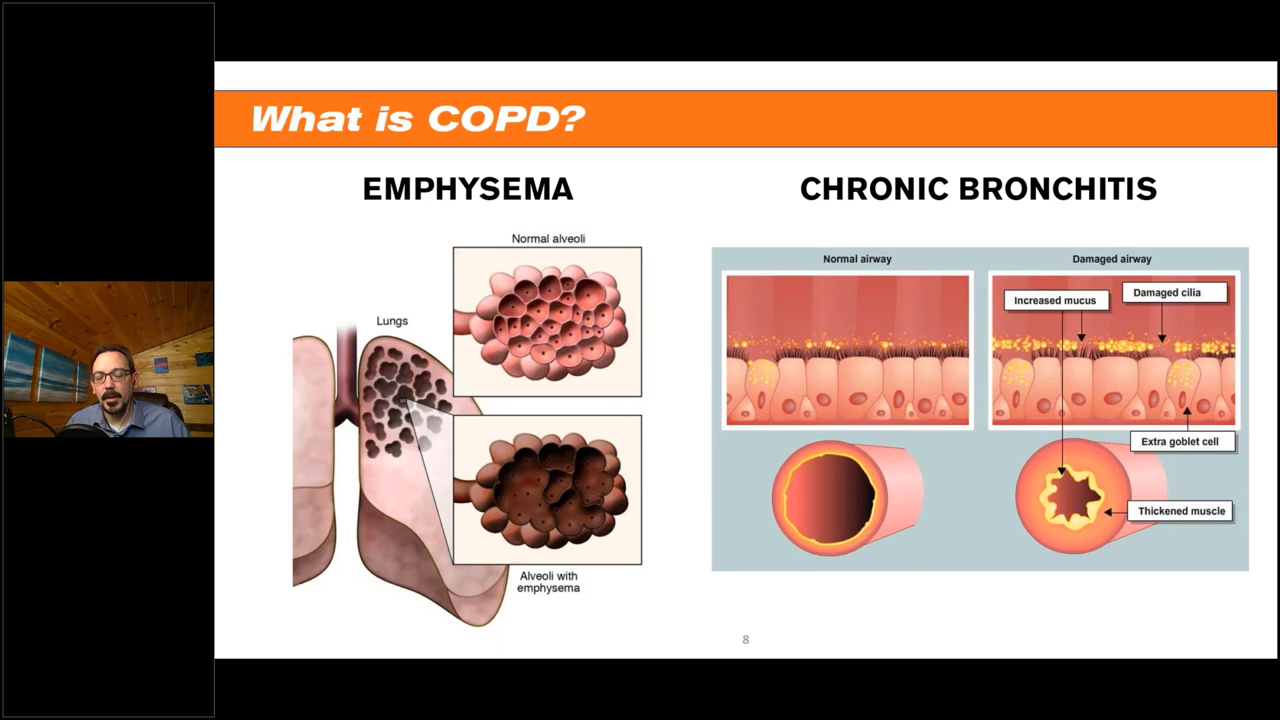 What is COPD?
EMPHYSEMA
Normal alveoli
Lungs
Alveoli with
emphysema
CHRONIC BRONCHITIS
Normal airway
Damaged airway
Increased mucus
Damaged cilia
Extra goblet cell
Thickened muscle
8